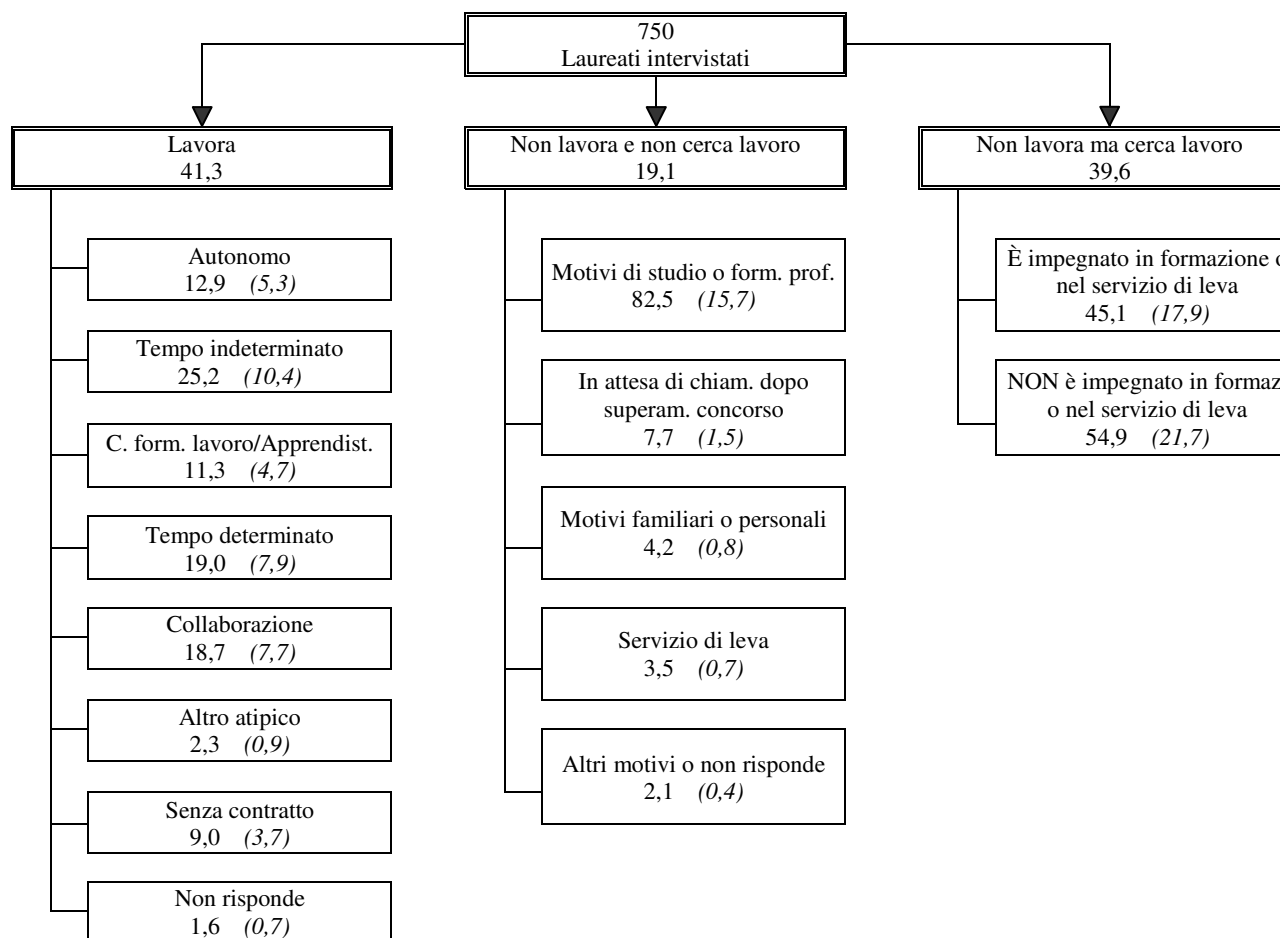 750
Laureati intervistati
Lavora
41,3
Autonomo
12,9 (5,3)
Tempo indeterminato
25,2 (10,4)
C. form. lavoro/Apprendist.
11,3 (4,7)
Tempo determinato
19,0 (7,9)
Collaborazione
18,7 (7,7)
Altro atipico
2,3 (0,9)
Senza contratto
9,0 (3,7)
Non risponde
1,6 (0,7)
Non lavora e non cerca lavoro
19,1
Motivi di studio o form. prof.
82,5 (15,7)
In attesa di chiam. dopo
superam. concorso
7,7 (1,5)
Motivi familiari o personali
4,2 (0,8)
Servizio di leva
3,5 (0,7)
Altri motivi o non risponde
2,1 (0,4)
Non lavora ma cerca lavoro
39,6
È impegnato in formazione o
nel servizio di leva
45,1 (17,9)
NON è impegnato in formaz
o nel servizio di leva
54,9 (21,7)